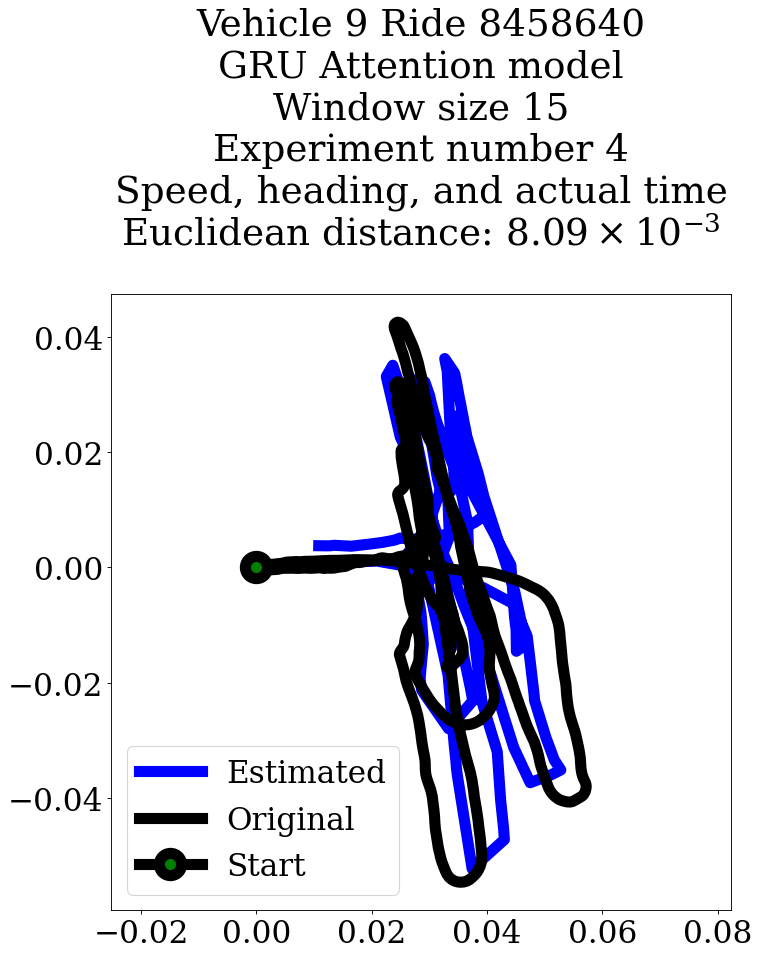 Vehicle 9 Ride 8458640
GRU Attention model
Window size 15
Experiment number 4
Speed, heading, and actual time
Euclidean distance: 8.09 × 10⁻³
0.04
0.02
0.00
−0.02
−0.04
Estimated
Original
Start
−0.02 0.00 0.02 0.04 0.06 0.08